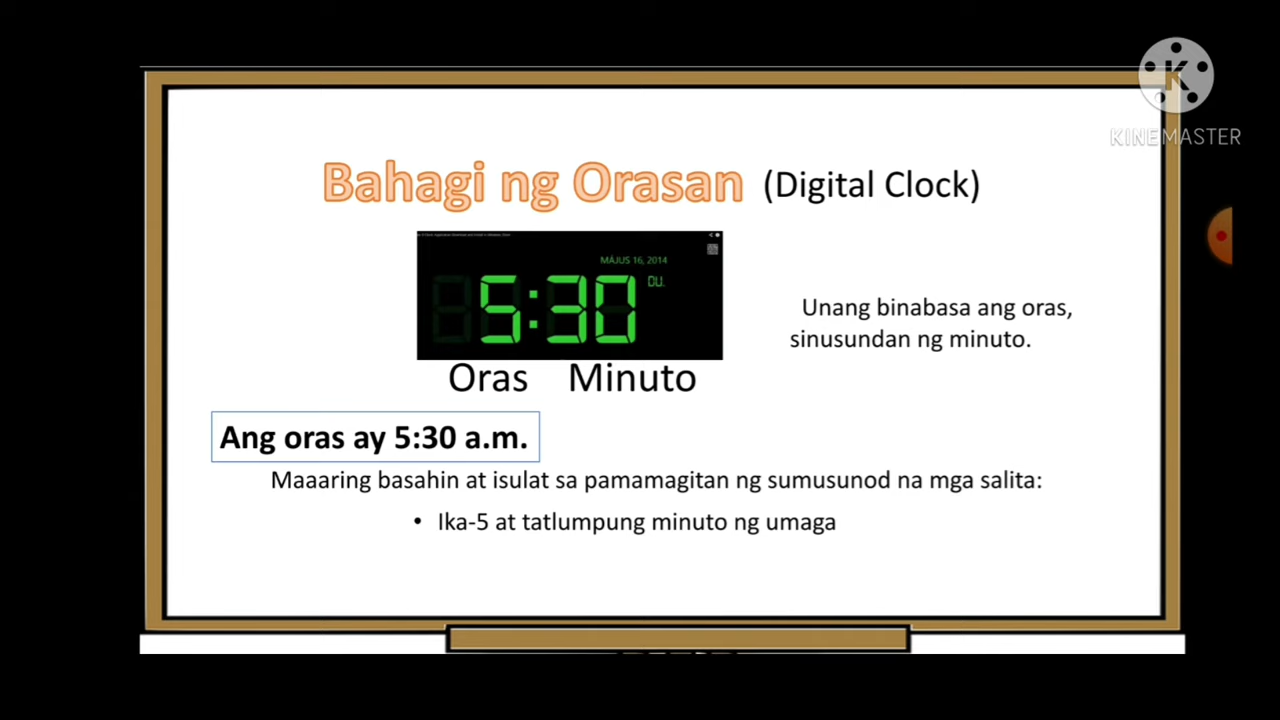 KINEMASTER
Bahagi ng Orasan (Digital Clock)
MÁJUS 16, 2014
5:30 DU.
Unang binabasa ang oras,
sinusundan ng minuto.
Oras Minuto
Ang oras ay 5:30 a.m.
Maaaring basahin at isulat sa pamamagitan ng sumusunod na mga salita:
• Ika-5 at tatlumpung minuto ng umaga